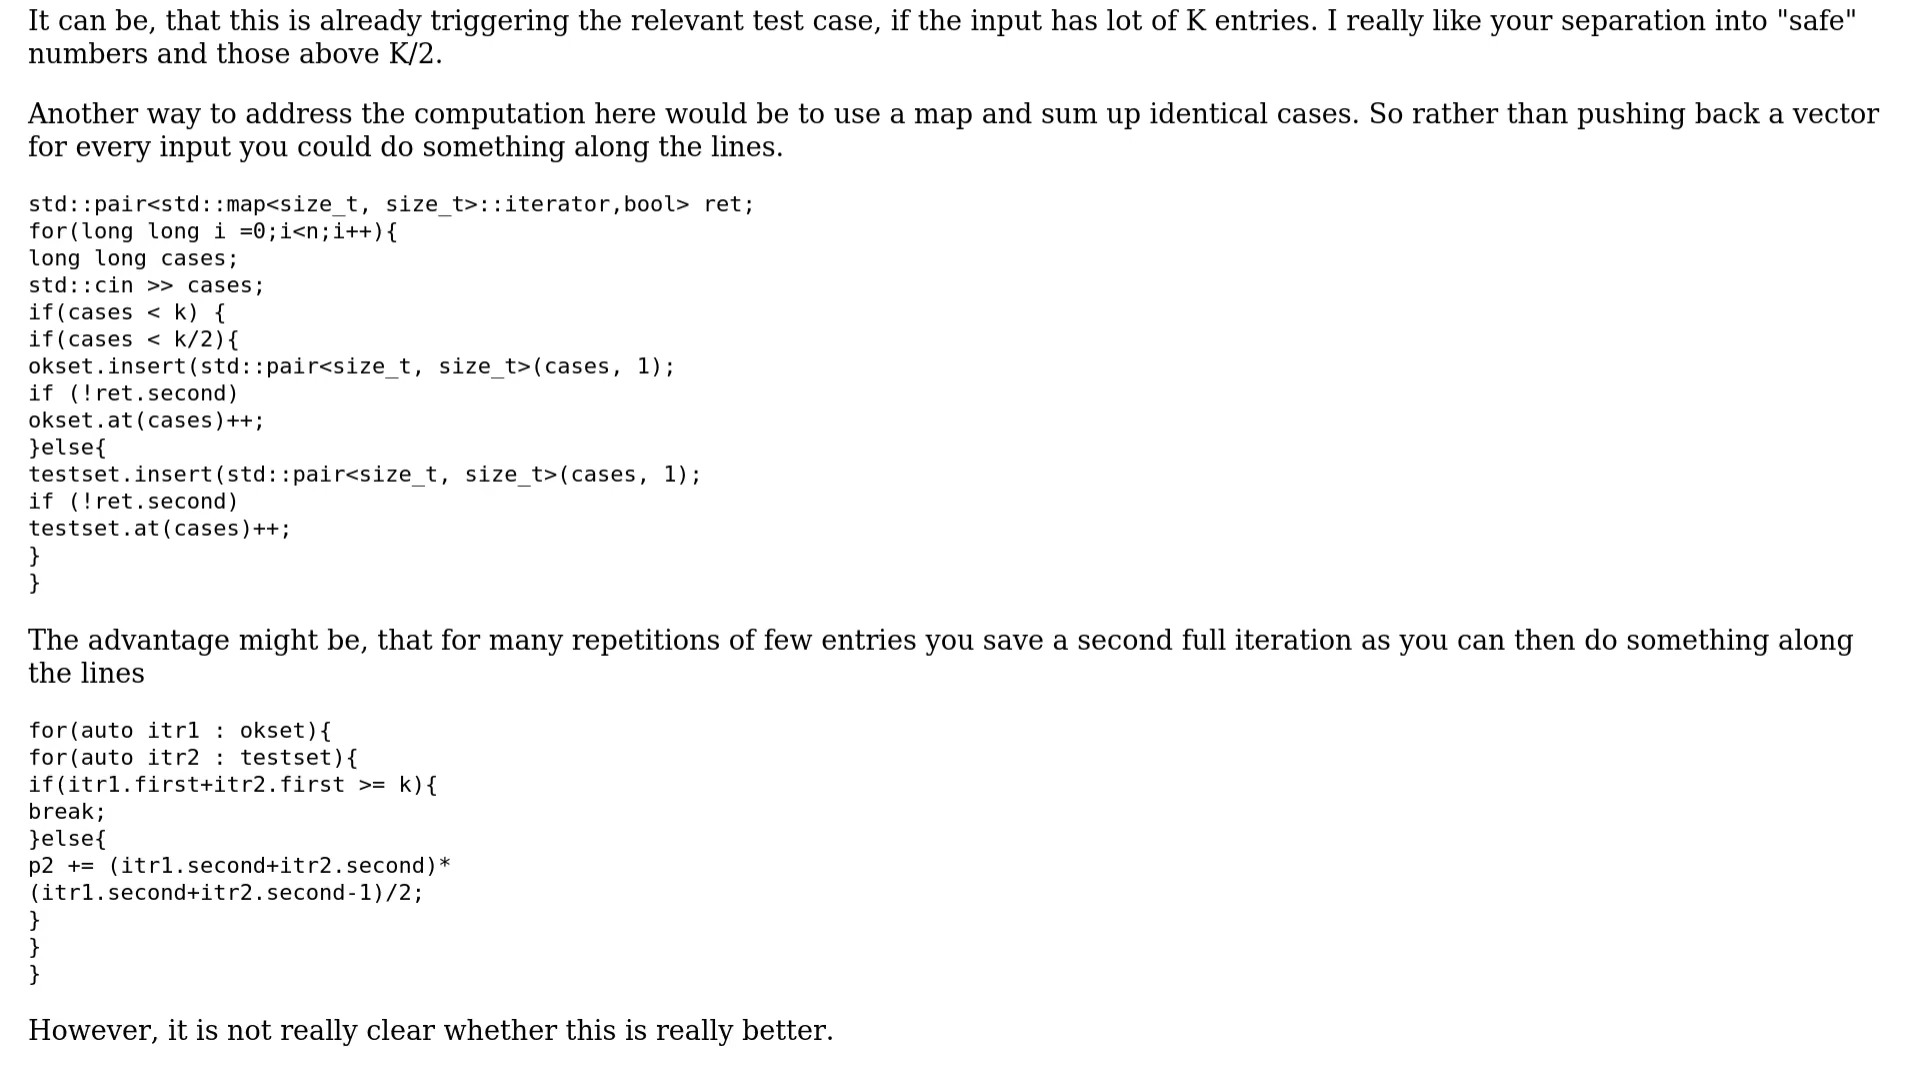 It can be, that this is already triggering the relevant test case, if the input has lot of K entries. I really like your separation into "safe"
numbers and those above K/2.
Another way to address the computation here would be to use a map and sum up identical cases. So rather than pushing back a vector
for every input you could do something along the lines.
std::pair<std::map<size_t, size_t>::iterator,bool> ret;
for(long long i =0;i<n;i++){
long long cases;
std::cin >> cases;
if(cases < k) {
if(cases < k/2){
okset.insert(std::pair<size_t, size_t>(cases, 1);
if (!ret.second)
okset.at(cases)++;
}else{
testset.insert(std::pair<size_t, size_t>(cases, 1);
if (!ret.second)
testset.at(cases)++;
}
}
The advantage might be, that for many repetitions of few entries you save a second full iteration as you can then do something along
the lines
for(auto itr1 : okset){
for(auto itr2 : testset){
if(itr1.first+itr2.first >= k){
break;
}else{
p2 += (itr1.second+itr2.second)*
(itr1.second+itr2.second-1)/2;
}
}
}
However, it is not really clear whether this is really better.